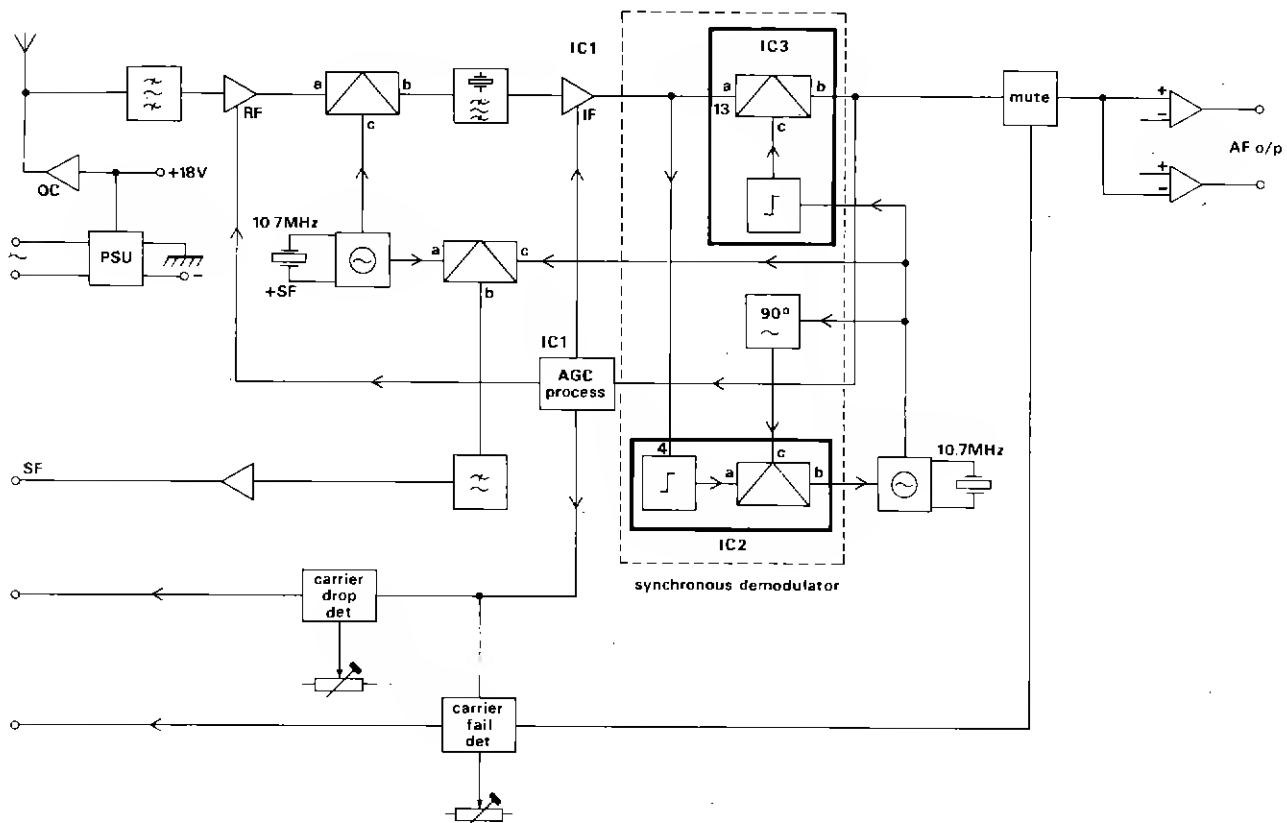 IC1
IC3
a
b
c
RF
IF
a
13
b
c
mute
+
-
+
-
AF o/p
OC
+18V
PSU
-
10.7MHz
+SF
a
c
b
90°
IC1
AGC
process
SF
4
a
c
b
10.7MHz
IC2
synchronous demodulator
carrier
drop
det
carrier
fail
det